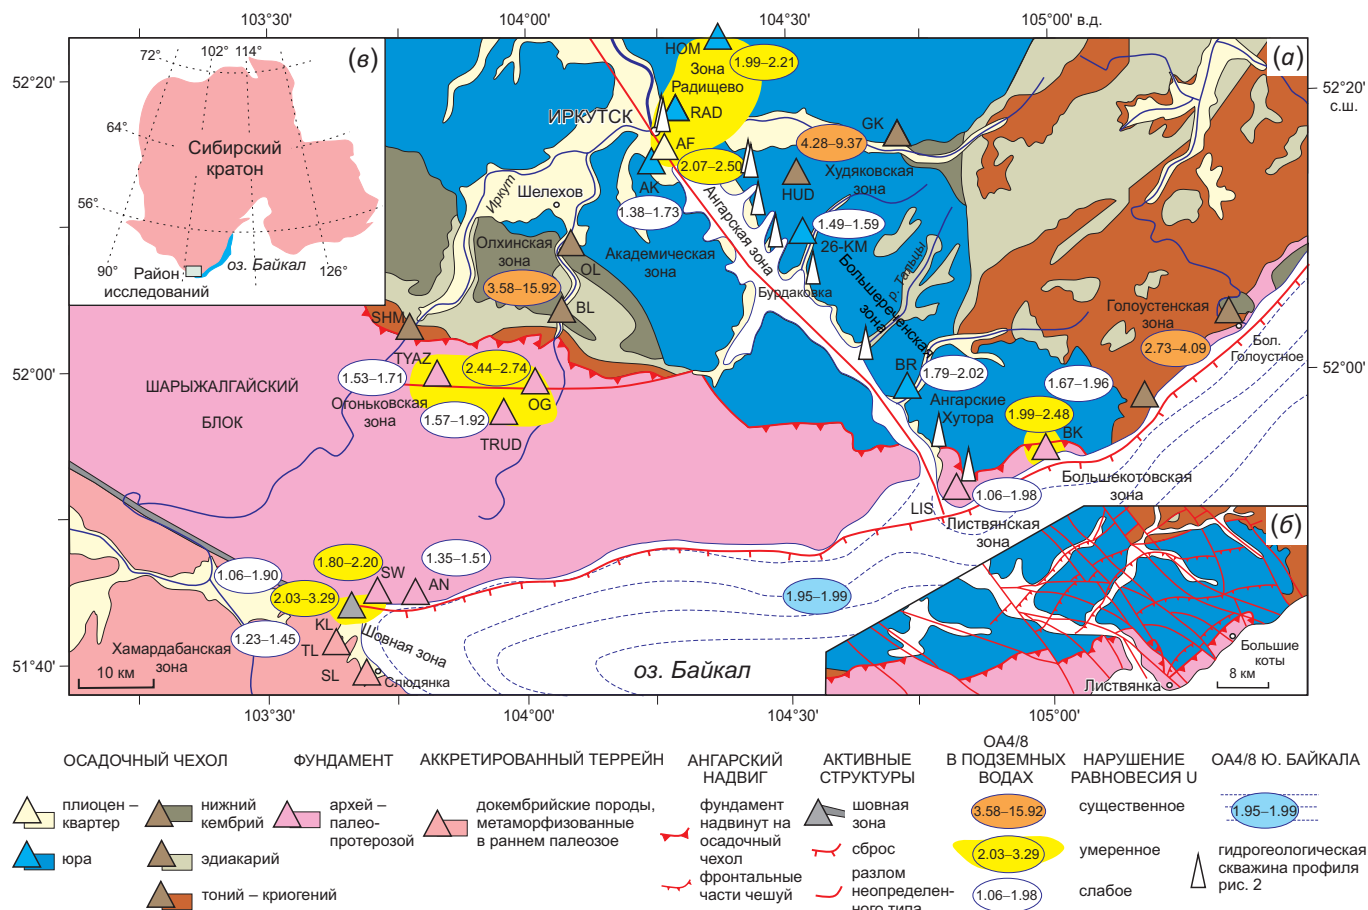 103°30'
104°00'
104°30'
105°00' в.д.
52°20'
52°00'
51°40'
52°20'
с.ш.
52°00'
51°40'
103°30'
104°00'
104°30'
105°00'
(в)
72°
102°
114°
64°
56°
90°
126°
Сибирский
кратон
оз. Байкал
Район
исследований
(а)
HOM
1.99–2.21
Зона
Радищево
RAD
ИРКУТСК
AF
2.07–2.50
GK
4.28–9.37
Худяковская
зона
HUD
AK
1.38–1.73
Иркут
Шелехов
Ангарская зона
1.49–1.59
26-KM
Олхинская
зона
OL
Академическая
зона
Большереченская
зона
р. Тальцы
3.58–15.92
BL
Бурдаковка
Голоустенская
зона
SHM
2.73–4.09
Бол.
Голоустное
TYAZ
2.44–2.74
1.53–1.71
ШАРЫЖАЛГАЙСКИЙ
БЛОК
Огоньковская
зона
OG
1.57–1.92
TRUD
BR
1.79–2.02
1.67–1.96
Ангарские
Хутора
1.99–2.48
BK
Большекотовская
зона
LIS
1.06–1.98
Листвянская
зона
1.80–2.20
1.35–1.51
1.06–1.90
SW
AN
2.03–3.29
KL
1.23–1.45
TL
Шовная зона
Хамардабанская
зона
SL
Слюдянка
10 км
1.95–1.99
оз. Байкал
(б)
Большие
коты
Листвянка
8 км
ОСАДОЧНЫЙ ЧЕХОЛ
плиоцен –
квартер
юра
нижний
кембрий
эдиакарий
тоний – криогений
ФУНДАМЕНТ
архей –
палео-
протерозой
АККРЕТИРОВАННЫЙ ТЕРРЕЙН
докембрийские породы,
метаморфизованные
в раннем палеозое
АНГАРСКИЙ
НАДВИГ
фундамент
надвинут на
осадочный
чехол
фронтальные
части чешуй
АКТИВНЫЕ
СТРУКТУРЫ
шовная
зона
сброс
разлом
неопределен-
ного типа
ОА4/8
В ПОДЗЕМНЫХ
ВОДАХ
3.58–15.92
2.03–3.29
1.06–1.98
НАРУШЕНИЕ
РАВНОВЕСИЯ U
существенное
умеренное
слабое
ОА4/8 Ю. БАЙКАЛА
1.95–1.99
гидрогеологическая
скважина профиля
рис. 2